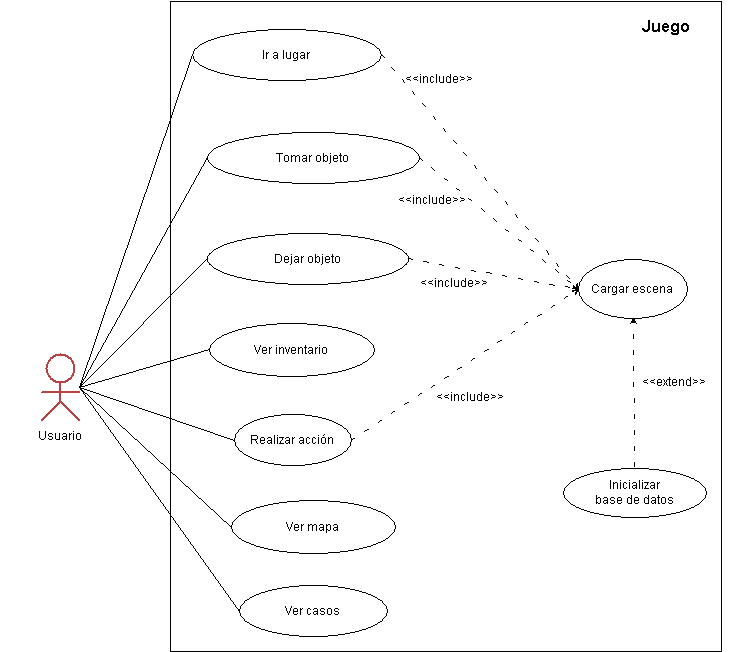 Juego
Ir a lugar
<<include>>
Tomar objeto
<<include>>
Dejar objeto
<<include>>
Cargar escena
Ver inventario
<<extend>>
<<include>>
Usuario
Realizar acción
Inicializar
base de datos
Ver mapa
Ver casos